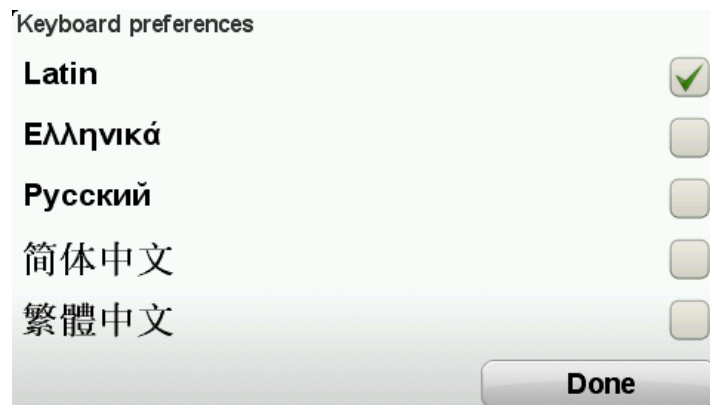 Keyboard preferences
Latin
Ελληνικά
Русский
简体中文
繁體中文
Done